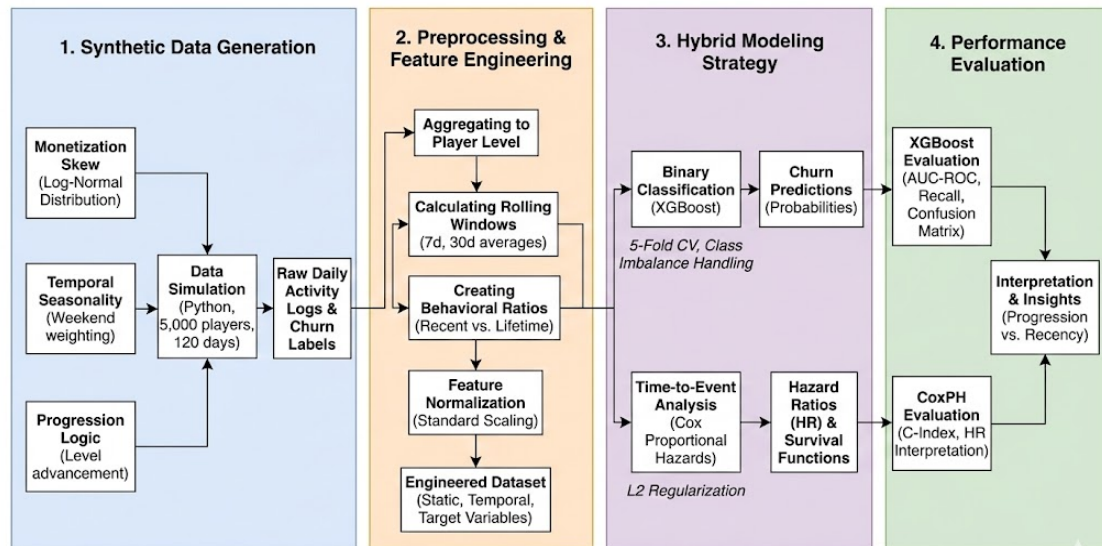 1. Synthetic Data Generation
Monetization
Skew
(Log-Normal
Distribution)
Temporal
Seasonality
(Weekend
weighting)
Progression
Logic
(Level
advancement)
Data
Simulation
(Python,
5,000 players,
120 days)
Raw Daily
Activity
Logs &
Churn
Labels
2. Preprocessing &
Feature Engineering
Aggregating to
Player Level
Calculating Rolling
Windows
(7d, 30d averages)
Creating
Behavioral Ratios
(Recent vs. Lifetime)
Feature
Normalization
(Standard Scaling)
Engineered Dataset
(Static, Temporal,
Target Variables)
3. Hybrid Modeling
Strategy
Binary
Classification
(XGBoost)
5-Fold CV, Class
Imbalance Handling
Churn
Predictions
(Probabilities)
Time-to-Event
Analysis
(Cox
Proportional
Hazards)
L2 Regularization
Hazard
Ratios
(HR) &
Survival
Functions
4. Performance
Evaluation
XGBoost
Evaluation
(AUC-ROC,
Recall,
Confusion
Matrix)
Interpretation
& Insights
(Progression
vs. Recency)
CoxPH
Evaluation
(C-Index, HR
Interpretation)